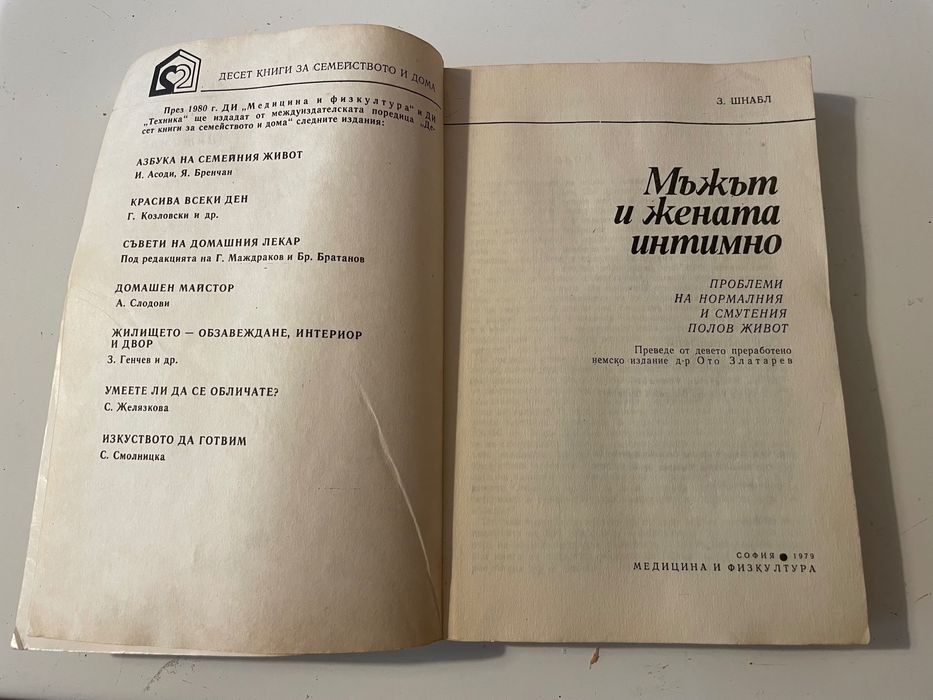 ДЕСЕТ КНИГИ ЗА СЕМЕЙСТВОТО И ДОМА
През 1980 г. ДИ „Медицина и физкултура“ и ДИ
„Техника“ ще издадат от междуиздателската поредица „Де-
сет книги за семейството и дома“ следните издания:
АЗБУКА НА СЕМЕЙНИЯ ЖИВОТ
И. Асоди, Я. Бренчан
КРАСИВА ВСЕКИ ДЕН
Г. Козловски и др.
СЪВЕТИ НА ДОМАШНИЯ ЛЕКАР
Под редакцията на Г. Маждраков и Бр. Братанов
ДОМАШЕН МАЙСТОР
А. Слодови
ЖИЛИЩЕТО — ОБЗАВЕЖДАНЕ, ИНТЕРИОР
И ДВОР
З. Генчев и др.
УМЕЕТЕ ЛИ ДА СЕ ОБЛИЧАТЕ?
С. Желязкова
ИЗКУСТВОТО ДА ГОТВИМ
С. Смолницка
З. ШНАБЛ
Мъжът
и жената
интимно
ПРОБЛЕМИ
НА НОРМАЛНИЯ
И СМУТЕНИЯ
ПОЛОВ ЖИВОТ
Преведе от девето преработено
немско издание д-р Ото Златарев
СОФИЯ ● 1979
МЕДИЦИНА И ФИЗКУЛТУРА